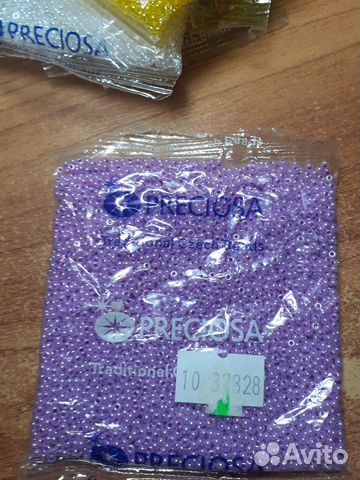 PRECIOSA
PRECIOSA
Traditional Czech Beads
PRECIOSA
Traditional
10 37328
PRECIOSA
Avito